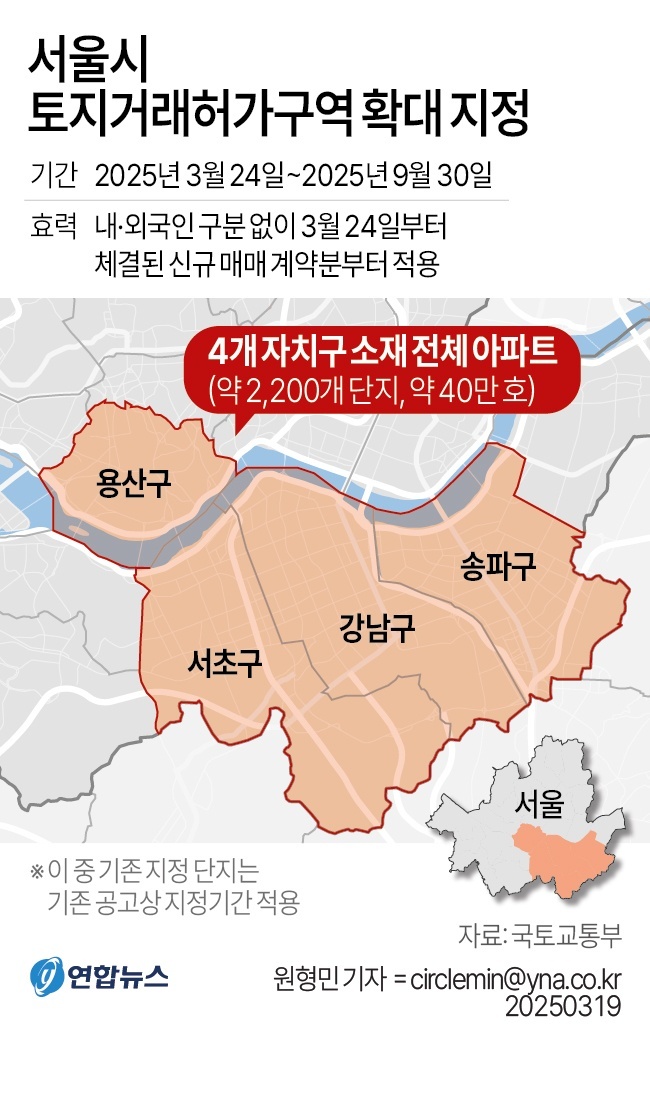 서울시
토지거래허가구역 확대 지정
기간 2025년 3월 24일~2025년 9월 30일
효력 내·외국인 구분 없이 3월 24일부터
체결된 신규 매매 계약분부터 적용
4개 자치구 소재 전체 아파트
(약 2,200개 단지, 약 40만 호)
용산구
송파구
강남구
서초구
서울
※이 중 기존 지정 단지는
기존 공고상 지정기간 적용
자료: 국토교통부
y 연합뉴스
원형민 기자 = circlemin@yna.co.kr
20250319